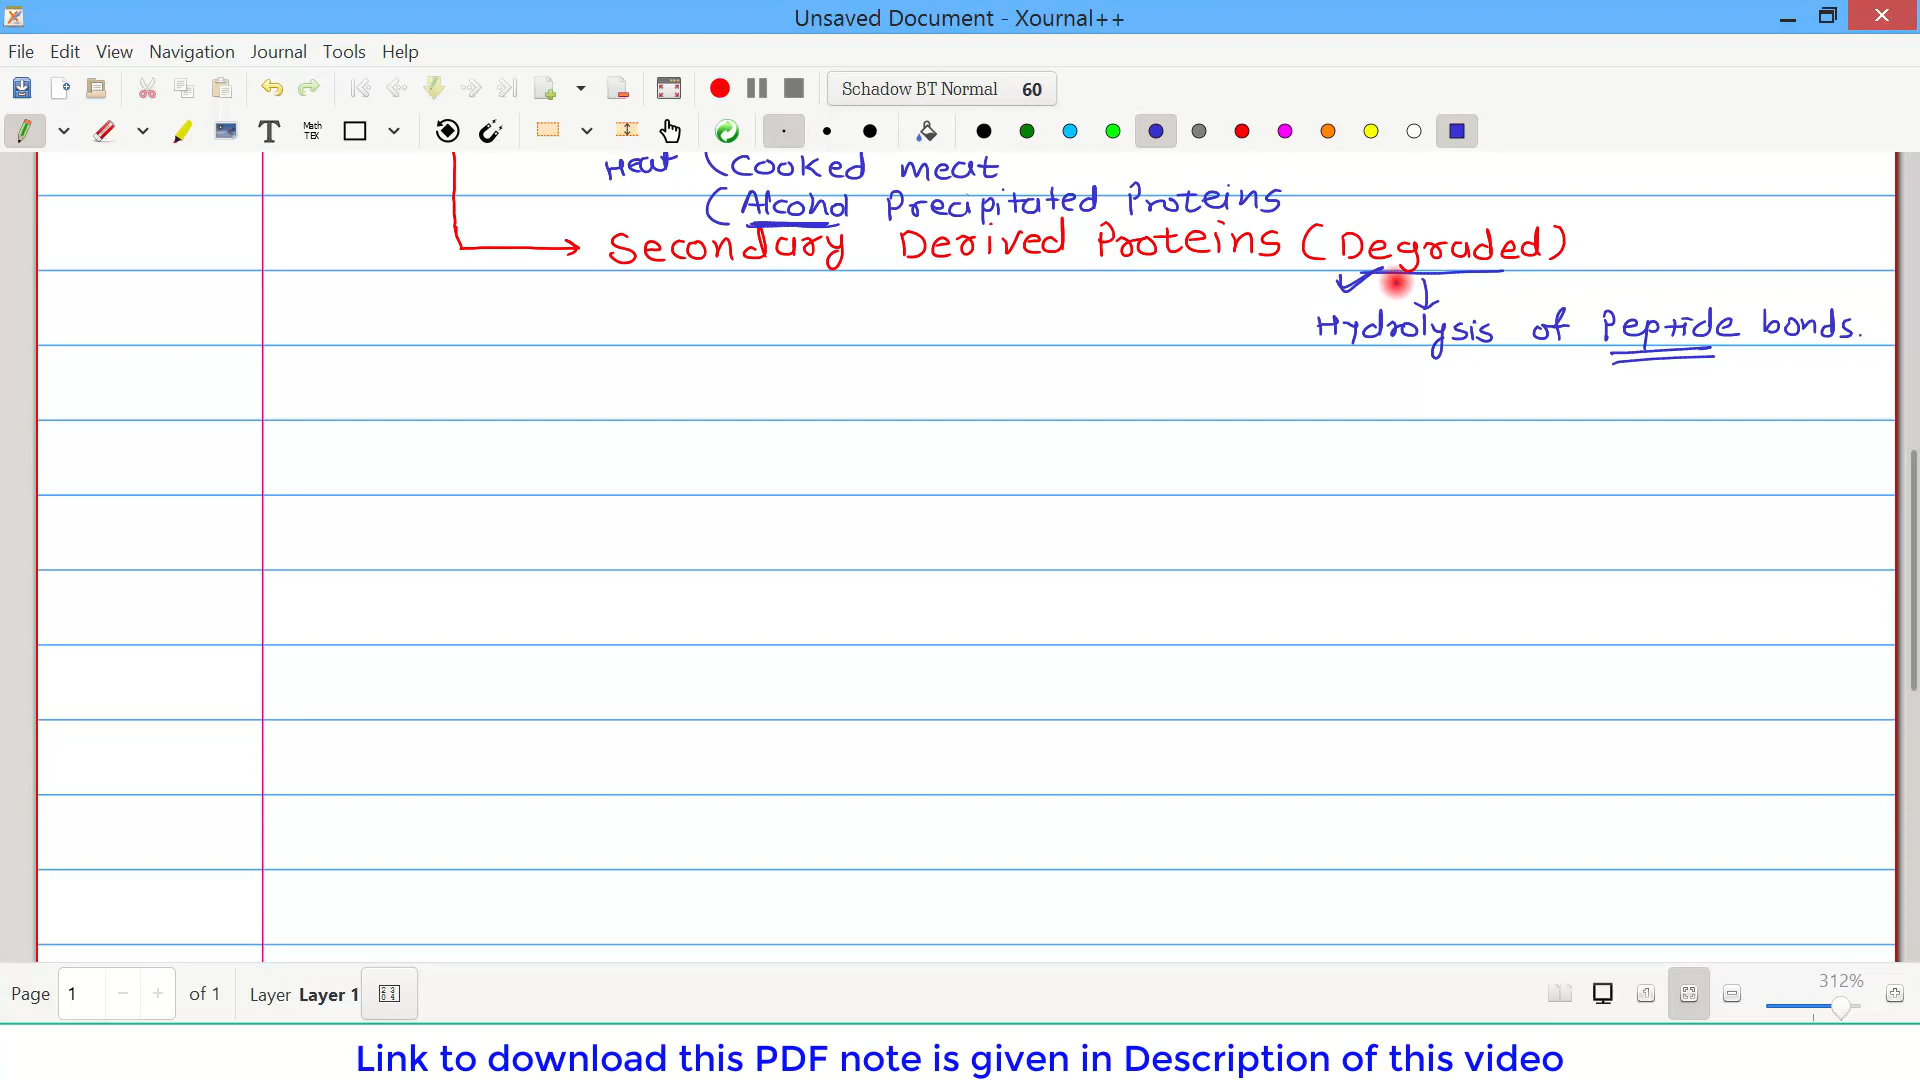 Unsaved Document - Xournal++
File Edit View Navigation Journal Tools Help
Schadow BT Normal 60
Heat (Cooked meat
(Alcohol Precipitated Proteins
Secondary Derived Proteins (Degraded)
Hydrolysis of Peptide bonds.
Page 1 of 1 Layer Layer 1 312%
Link to download this PDF note is given in Description of this video